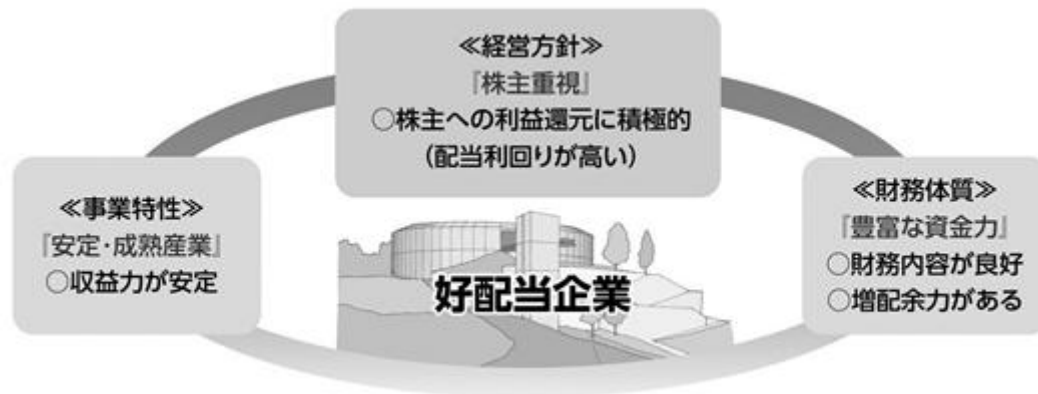 ≪経営方針≫
『株主重視』
○株主への利益還元に積極的
（配当利回りが高い）
≪事業特性≫
『安定・成熟産業』
○収益力が安定
≪財務体質≫
『豊富な資金力』
○財務内容が良好
○増配余力がある
好配当企業